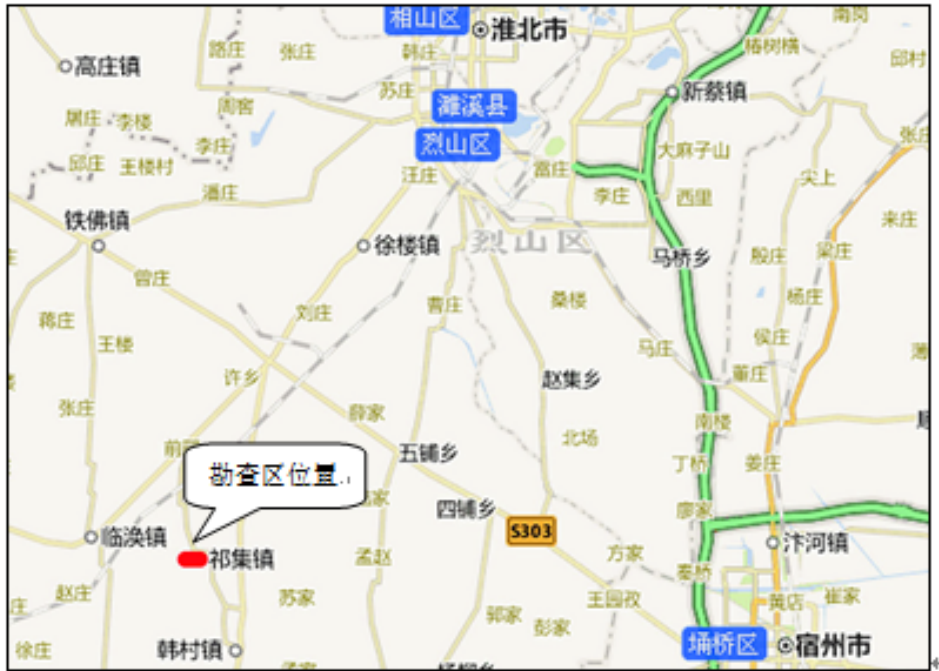 相山区
淮北市
南岗
路庄
张庄
韩庄
椿树横
邱村
高庄镇
苏庄
新蔡镇
周窖
濉溪县
屠庄
李楼
张庄
李庄
烈山区
大麻子山
邱庄
王楼村
汪庄
富庄
尖上
潘庄
李庄
西里
铁佛镇
来庄
徐楼镇
烈山区
马桥乡
殷庄
梁庄
曾庄
杨庄
蒋庄
刘庄
曹庄
桑楼
侯庄
王楼
马庄
许乡
赵集乡
董庄
张庄
薛家
南楼
北场
五铺乡
丁桥
姜庄
勘查区位置
四铺乡
廖家
S303
临涣镇
汴河镇
祁集镇
孟赵
方家
秦桥
赵庄
苏家
王园孜
黄店
崔家
郭家
彭家
徐庄
韩村镇
埇桥区
宿州市